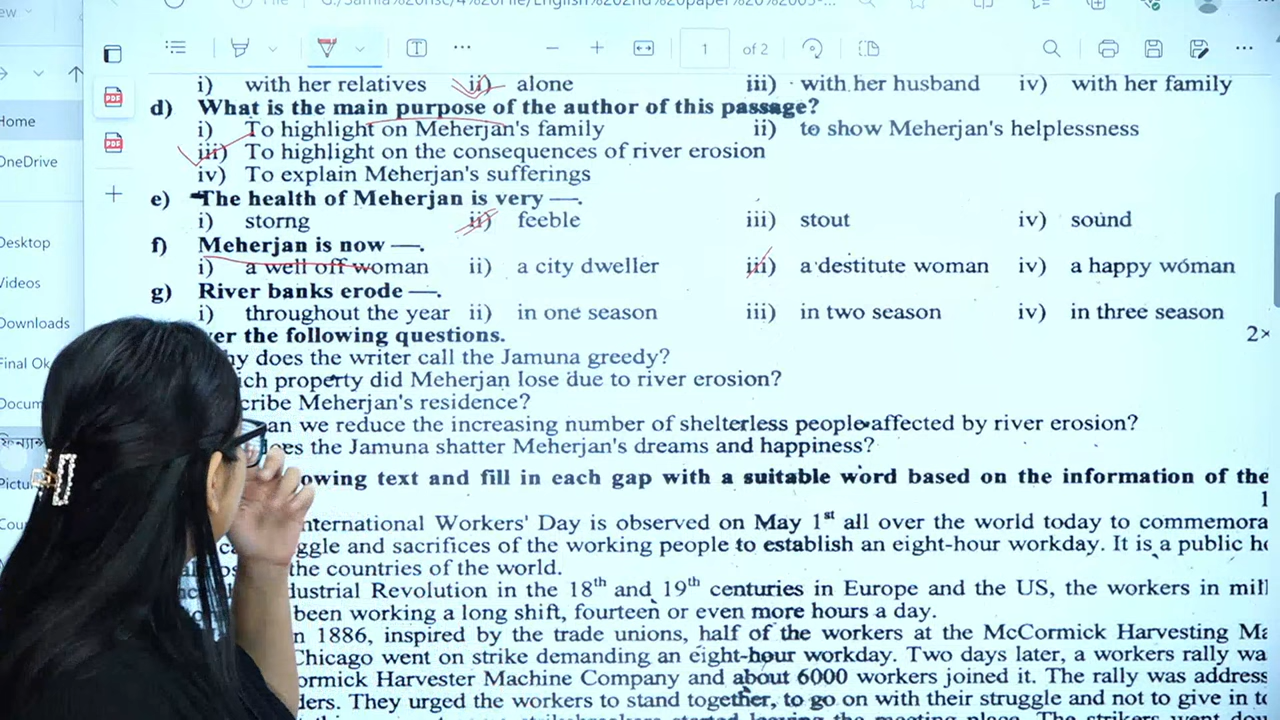 1 of 2
i) with her relatives ii) alone iii) with her husband iv) with her family
d) What is the main purpose of the author of this passage?
i) To highlight on Meherjan's family ii) to show Meherjan's helplessness
iii) To highlight on the consequences of river erosion
iv) To explain Meherjan's sufferings
e) The health of Meherjan is very —.
i) storng ii) feeble iii) stout iv) sound
f) Meherjan is now —.
i) a well off woman ii) a city dweller iii) a destitute woman iv) a happy woman
g) River banks erode —.
i) throughout the year ii) in one season iii) in two season iv) in three season
the following questions. 2×
does the writer call the Jamuna greedy?
property did Meherjan lose due to river erosion?
Meherjan's residence?
we reduce the increasing number of shelterless people affected by river erosion?
the Jamuna shatter Meherjan's dreams and happiness?
text and fill in each gap with a suitable word based on the information of the
1
Workers' Day is observed on May 1st all over the world today to
and sacrifices of the working people to establish an eight-hour workday. It is a public
the countries of the world.
Revolution in the 18th and 19th centuries in Europe and the US, the workers in
been working a long shift, fourteen or even more hours a day.
1886, inspired by the trade unions, half of the workers at the McCormick Harvesting
Chicago went on strike demanding an eight-hour workday. Two days later, a workers rally
Harvester Machine Company and about 6000 workers joined it. The rally was
They urged the workers to stand together, to go on with their struggle and not to give in
Home
OneDrive
Desktop
Videos
Downloads
Final